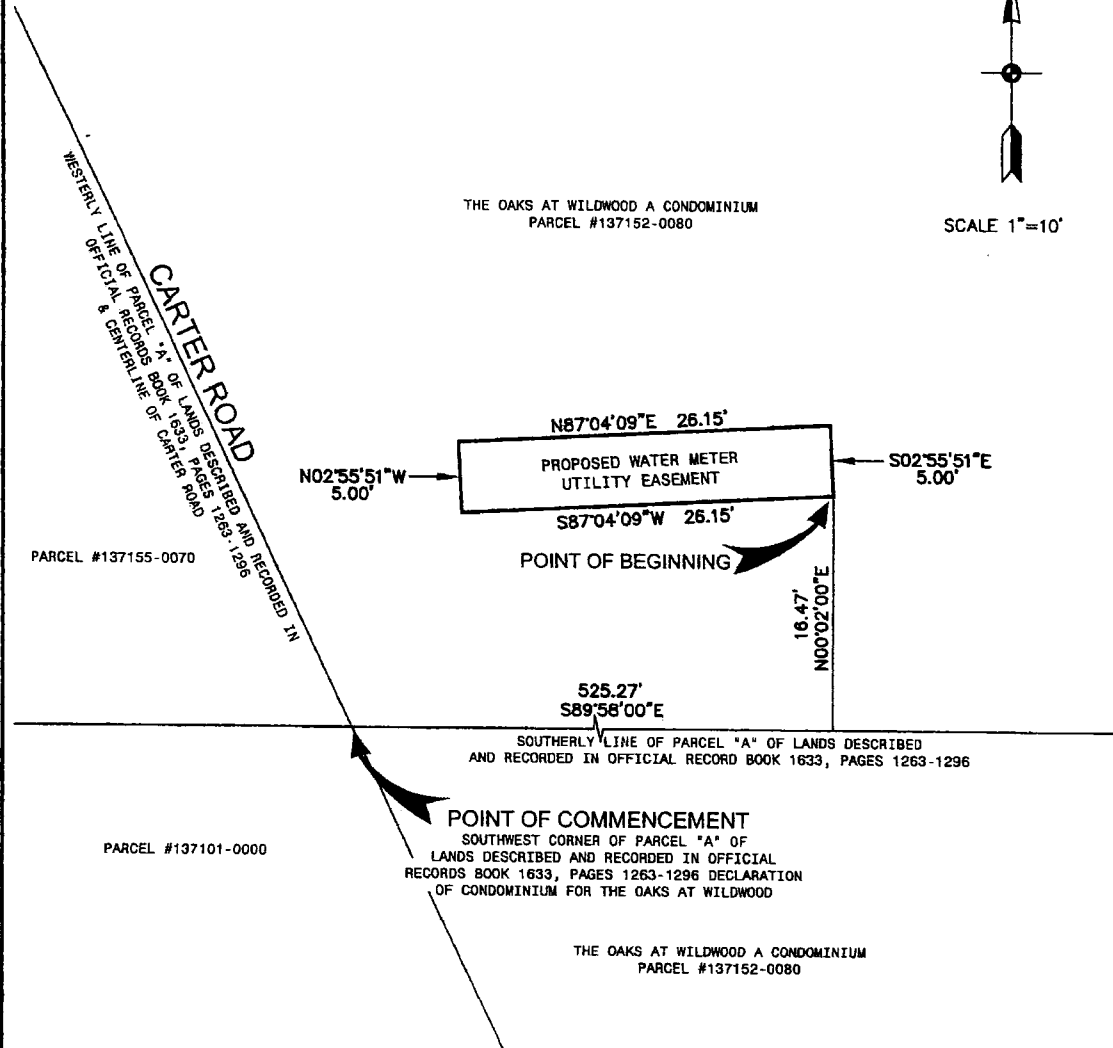 THE OAKS AT WILDWOOD A CONDOMINIUM
PARCEL #137152-0080
SCALE 1"=10'
WESTERLY LINE OF PARCEL "A" OF LANDS DESCRIBED AND RECORDED IN
OFFICIAL RECORDS BOOK 1633, PAGES 1263-1296
& CENTERLINE OF CARTER ROAD
CARTER ROAD
N87°04'09"E 26.15'
N02°55'51"W
5.00'
PROPOSED WATER METER
UTILITY EASEMENT
S02°55'51"E
5.00'
S87°04'09"W 26.15'
POINT OF BEGINNING
PARCEL #137155-0070
16.47'
N00°02'00"E
525.27'
S89°58'00"E
SOUTHERLY LINE OF PARCEL "A" OF LANDS DESCRIBED
AND RECORDED IN OFFICIAL RECORD BOOK 1633, PAGES 1263-1296
POINT OF COMMENCEMENT
SOUTHWEST CORNER OF PARCEL "A" OF
LANDS DESCRIBED AND RECORDED IN OFFICIAL
RECORDS BOOK 1633, PAGES 1263-1296 DECLARATION
OF CONDOMINIUM FOR THE OAKS AT WILDWOOD
PARCEL #137101-0000
THE OAKS AT WILDWOOD A CONDOMINIUM
PARCEL #137152-0080